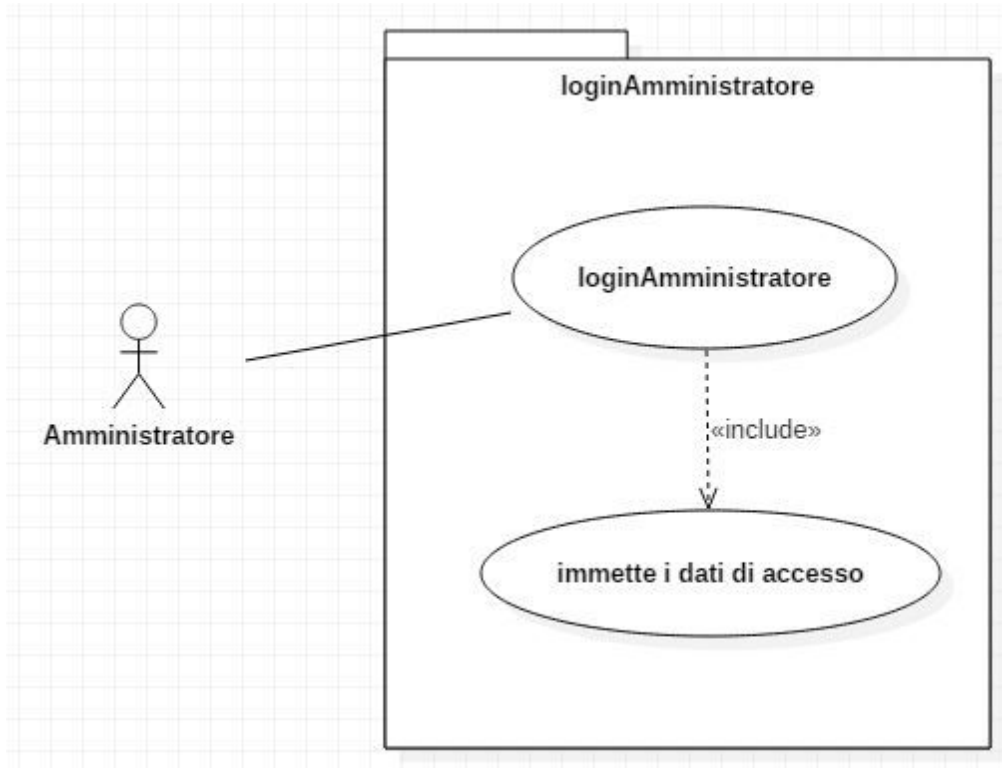 loginAmministratore
loginAmministratore
Amministratore
«include»
immette i dati di accesso